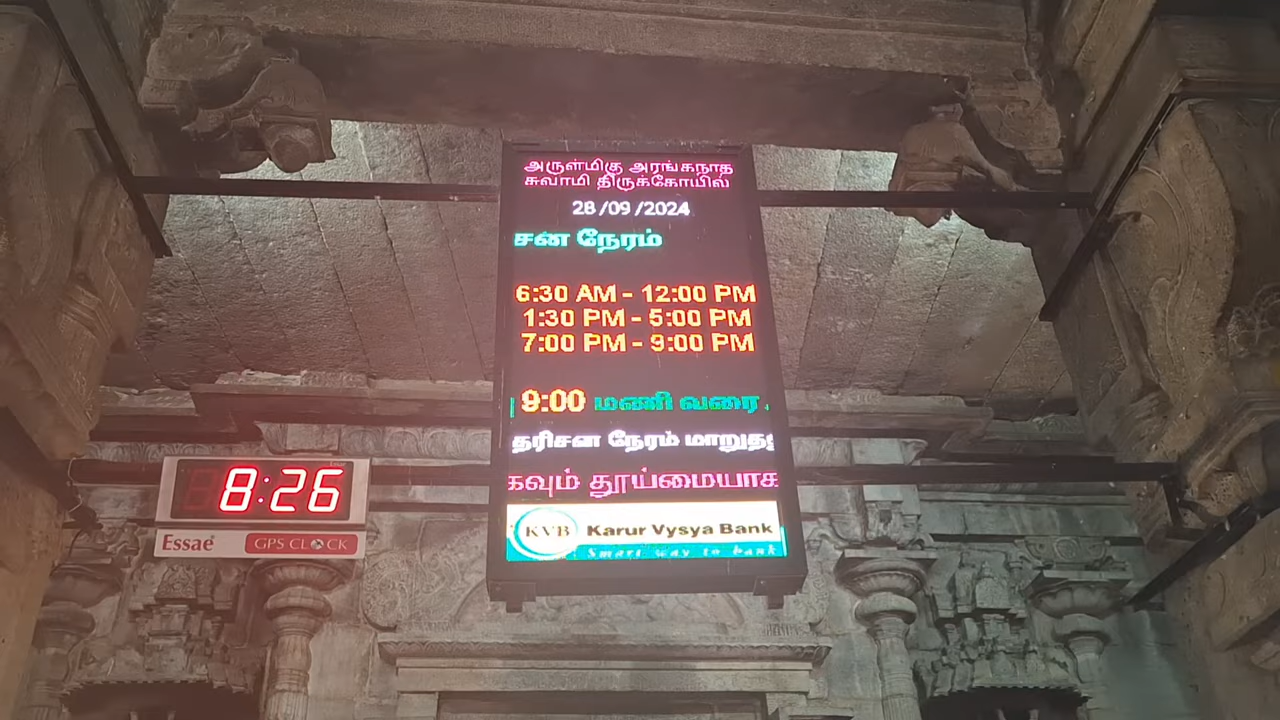 அருள்மிகு அரங்கநாத
சுவாமி திருக்கோயில்
28/09/2024
சன நேரம்
6:30 AM - 12:00 PM
1:30 PM - 5:00 PM
7:00 PM - 9:00 PM
9:00 மணி வரை
தரிசன நேரம் மாறுத
கவும் தூய்மையாக
KVB Karur Vysya Bank
Smart way to bank
8:26
Essae GPS CLOCK